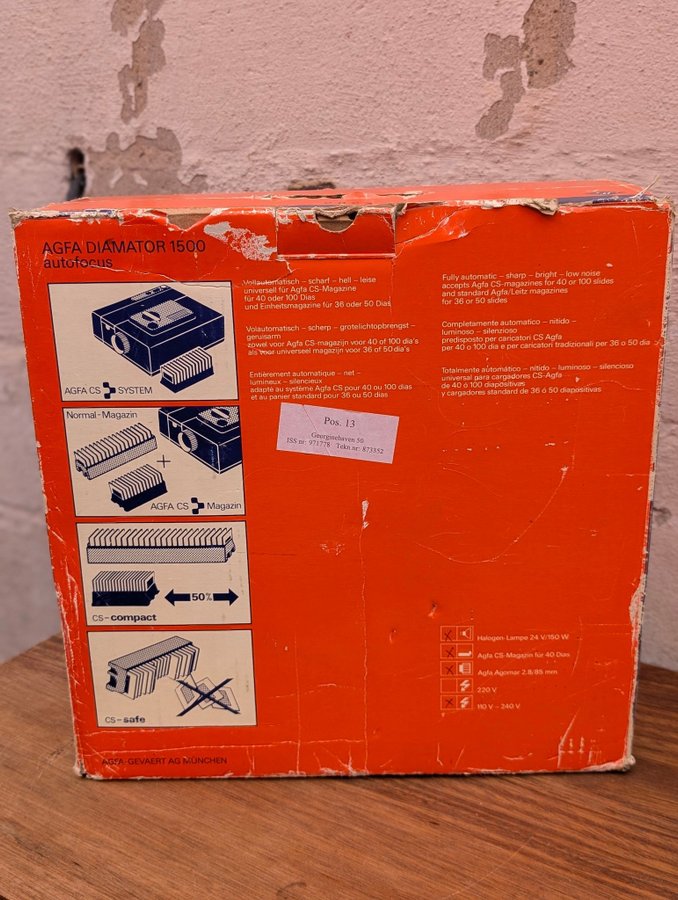 AGFA DIAMATOR 1500
autofocus
AGFA CS SYSTEM
Normal-Magazin
+
AGFA CS Magazin
50%
CS-compact
CS-safe
Vollautomatisch – scharf – hell – leise
universell für Agfa CS-Magazine
für 40 oder 100 Dias
und Einheitsmagazine für 36 oder 50 Dias
Volautomatisch – scherp – grotelichtopbrengst –
geruisarm
zowel voor Agfa CS-magazijn voor 40 of 100 dia's
als voor universeel magazijn voor 36 of 50 dia's
Entièrement automatique – net –
lumineux – silencieux
adapté au système Agfa CS pour 40 ou 100 dias
et au panier standard pour 36 ou 50 dias
Fully automatic – sharp – bright – low noise
accepts Agfa CS-magazines for 40 or 100 slides
and standard Agfa/Leitz magazines
for 36 or 50 slides
Completamente automatico – nitido –
luminoso – silenzioso
predisposto per caricatori CS Agfa
per 40 o 100 dia e per caricatori tradizionali per 36 o 50 dia
Totalmente automático – nitido – luminoso – silencioso
universal para cargadores CS-Agfa
de 40 ó 100 diapositivas
y cargadores standard de 36 ó 50 diapositivas
Pos. 13
Georginehaven 50
ISS nr: 971778 Tekn.nr: 873352
Halogen-Lampe 24 V/150 W
Agfa CS-Magazin für 40 Dias
Agfa Agomar 2,8/85 mm
220 V
110 V – 240 V
AGFA-GEVAERT AG MÜNCHEN